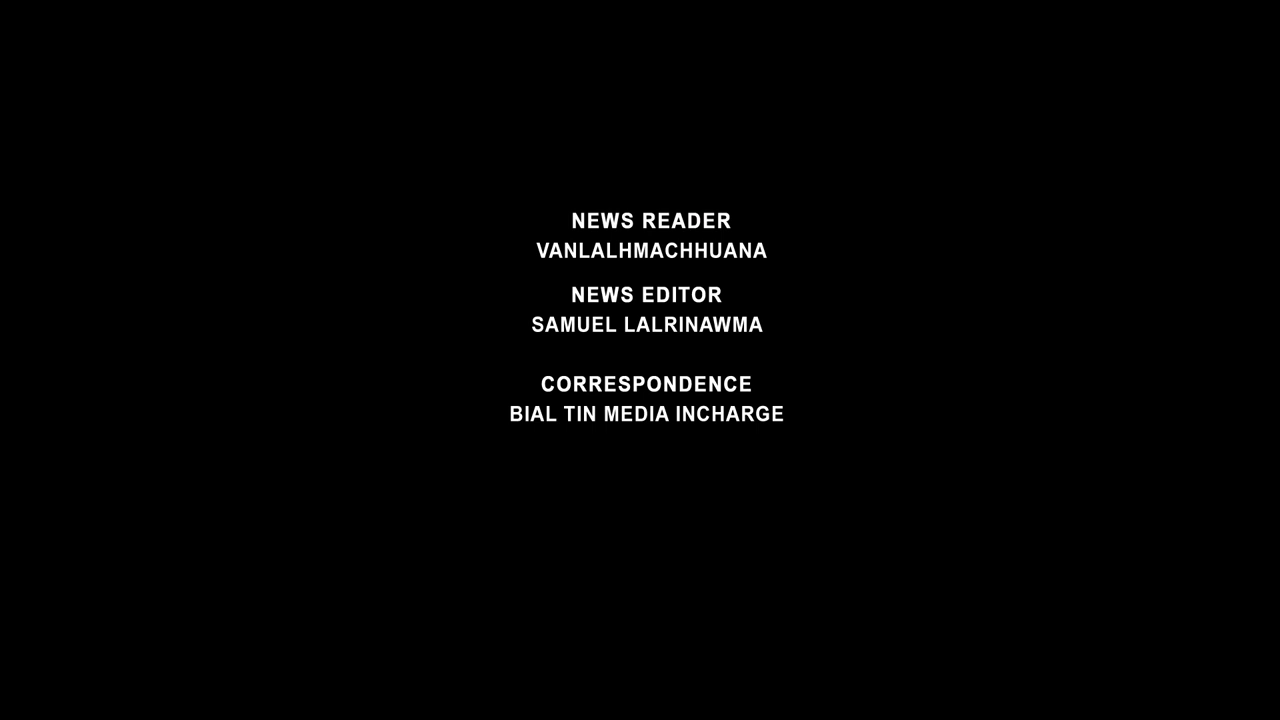 NEWS READER
VANLALHMACHHUANA
NEWS EDITOR
SAMUEL LALRINAWMA
CORRESPONDENCE
BIAL TIN MEDIA INCHARGE